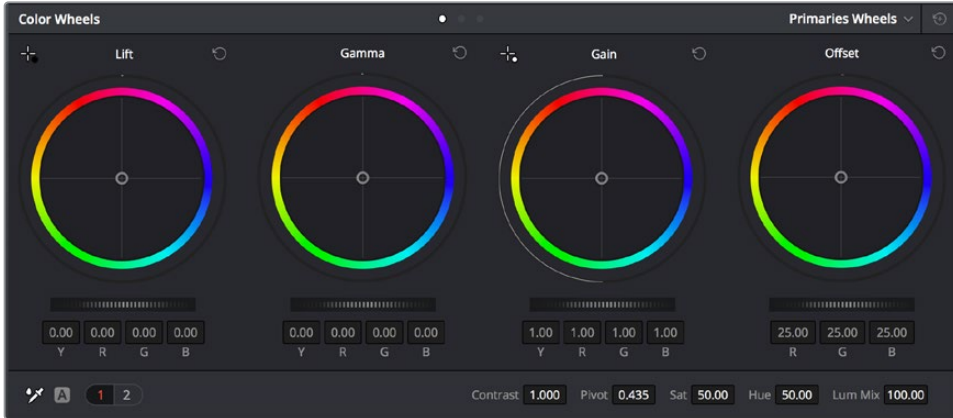 Color Wheels Primaries Wheels
Lift Gamma Gain Offset
0.00 0.00 0.00 0.00 0.00 0.00 0.00 0.00 1.00 1.00 1.00 1.00 25.00 25.00 25.00
Y R G B Y R G B Y R G B R G B
A 1 2 Contrast 1.000 Pivot 0.435 Sat 50.00 Hue 50.00 Lum Mix 100.00